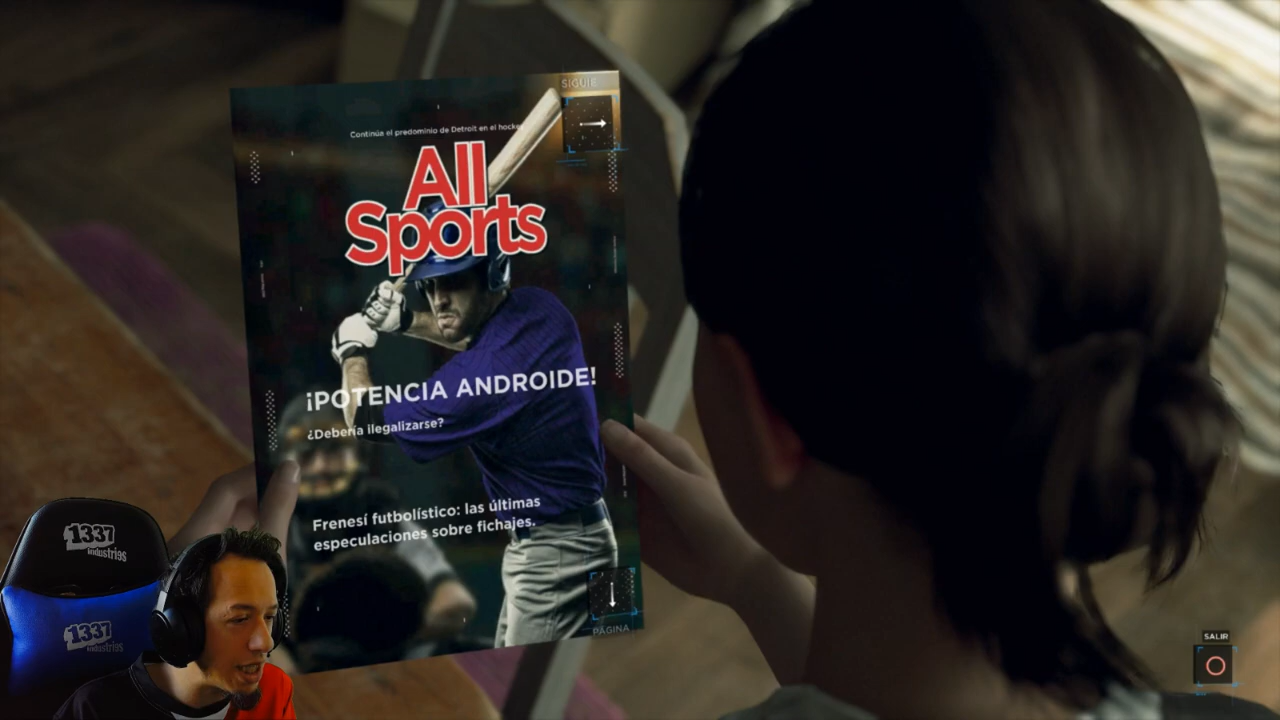 SIGUIE
Continúa el predominio de Detroit en el hockey
All
Sports
¡POTENCIA ANDROIDE!
¿Debería ilegalizarse?
Frenesí futbolístico: las últimas
especulaciones sobre fichajes.
PÁGINA
SALIR
1337
industries
1337
industries